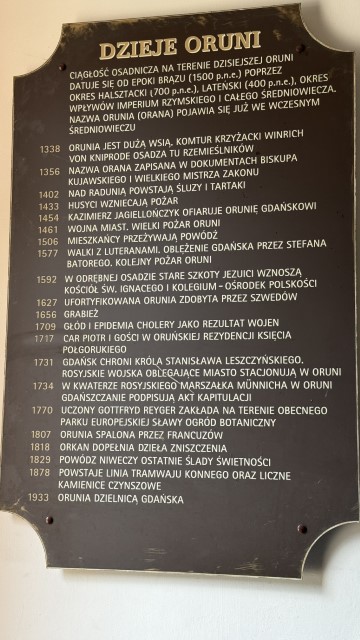 DZIEJE ORUNI
CIĄGŁOŚĆ OSADNICZA NA TERENIE DZISIEJSZEJ ORUNI
DATUJE SIĘ OD EPOKI BRĄZU (1500 p.n.e.) POPRZEZ
OKRES HALSZTACKI (700 p.n.e.), LATEŃSKI (400 p.n.e.), OKRES
WPŁYWÓW IMPERIUM RZYMSKIEGO I CAŁEGO ŚREDNIOWIECZA.
NAZWA ORUNIA (ORANA) POJAWIA SIĘ JUŻ WE WCZESNYM
ŚREDNIOWIECZU
1338 ORUNIA JEST DUŻĄ WSIĄ. KOMTUR KRZYŻACKI WINRICH
VON KNIPRODE OSADZA TU RZEMIEŚLNIKÓW
1356 NAZWA ORANA ZAPISANA W DOKUMENTACH BISKUPA
KUJAWSKIEGO I WIELKIEGO MISTRZA ZAKONU
1402 NAD RADUNIĄ POWSTAJĄ ŚLUZY I TARTAKI
1433 HUSYCI WZNIECAJĄ POŻAR
1454 KAZIMIERZ JAGIELLOŃCZYK OFIARUJE ORUNIĘ GDAŃSKOWI
1461 WOJNA MIAST. WIELKI POŻAR ORUNI
1506 MIESZKAŃCY PRZEŻYWAJĄ POWÓDŹ
1577 WALKI Z LUTERANAMI. OBLĘŻENIE GDAŃSKA PRZEZ STEFANA
BATOREGO. KOLEJNY POŻAR ORUNI
1592 W ODRĘBNEJ OSADZIE STARE SZKOTY JEZUICI WZNOSZĄ
KOŚCIÓŁ ŚW. IGNACEGO I KOLEGIUM – OŚRODEK POLSKOŚCI
1627 UFORTYFIKOWANA ORUNIA ZDOBYTA PRZEZ SZWEDÓW
1656 GRABIEŻ
1709 GŁÓD I EPIDEMIA CHOLERY JAKO REZULTAT WOJEN
1717 CAR PIOTR I GOŚCI W ORUŃSKIEJ REZYDENCJI KSIĘCIA
POŁGORUKIEGO
1731 GDAŃSK CHRONI KRÓLA STANISŁAWA LESZCZYŃSKIEGO.
ROSYJSKIE WOJSKA OBLEGAJĄCE MIASTO STACJONUJĄ W ORUNI
1734 W KWATERZE ROSYJSKIEGO MARSZAŁKA MÜNNICHA W ORUNI
GDAŃSZCZANIE PODPISUJĄ AKT KAPITULACJI
1770 UCZONY GOTTFRYD REYGER ZAKŁADA NA TERENIE OBECNEGO
PARKU EUROPEJSKIEJ SŁAWY OGRÓD BOTANICZNY
1807 ORUNIA SPALONA PRZEZ FRANCUZÓW
1818 ORKAN DOPEŁNIA DZIEŁA ZNISZCZENIA
1829 POWÓDŹ NIWECZY OSTATNIE ŚLADY ŚWIETNOŚCI
1878 POWSTAJE LINIA TRAMWAJU KONNEGO ORAZ LICZNE
KAMIENICE CZYNSZOWE
1933 ORUNIA DZIELNICĄ GDAŃSKA